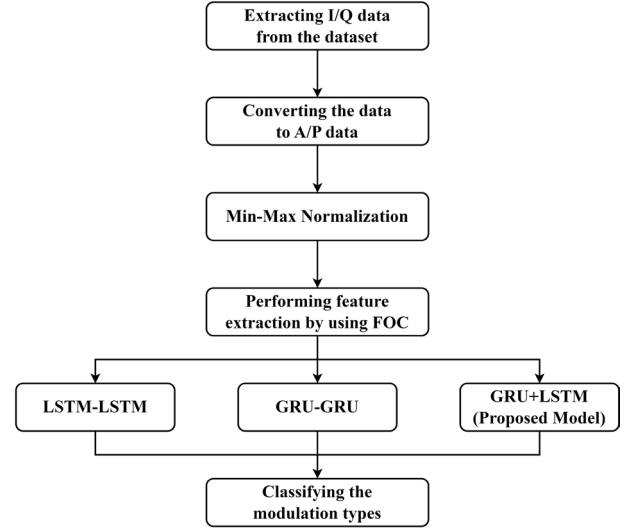 Extracting I/Q data
from the dataset
Converting the data
to A/P data
Min-Max Normalization
Performing feature
extraction by using FOC
LSTM-LSTM
GRU-GRU
GRU+LSTM
(Proposed Model)
Classifying the
modulation types